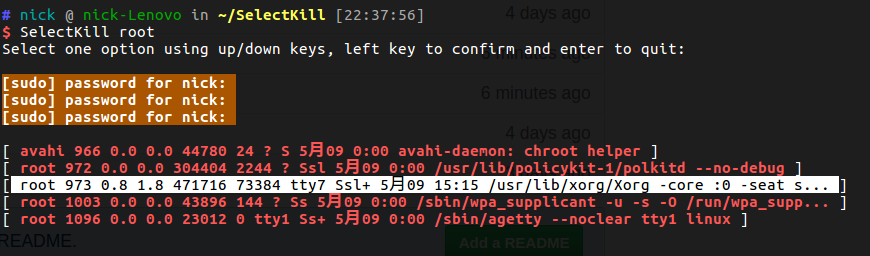 # nick @ nick-Lenovo in ~/SelectKill [22:37:56]
$ SelectKill root
Select one option using up/down keys, left key to confirm and enter to quit:
[sudo] password for nick:
[sudo] password for nick:
[sudo] password for nick:
[ avahi 966 0.0 0.0 44780 24 ? S 5月09 0:00 avahi-daemon: chroot helper ]
[ root 972 0.0 0.0 304404 2244 ? Ssl 5月09 0:00 /usr/lib/policykit-1/polkitd --no-debug ]
[ root 973 0.8 1.8 471716 73384 tty7 Ssl+ 5月09 15:15 /usr/lib/xorg/Xorg -core :0 -seat s... ]
[ root 1003 0.0 0.0 43896 144 ? Ss 5月09 0:00 /sbin/wpa_supplicant -u -s -O /run/wpa_supp... ]
[ root 1096 0.0 0.0 23012 0 tty1 Ss+ 5月09 0:00 /sbin/agetty --noclear tty1 linux ]
4 days ago
6 minutes ago
6 minutes ago
4 days ago
README.
Add a README